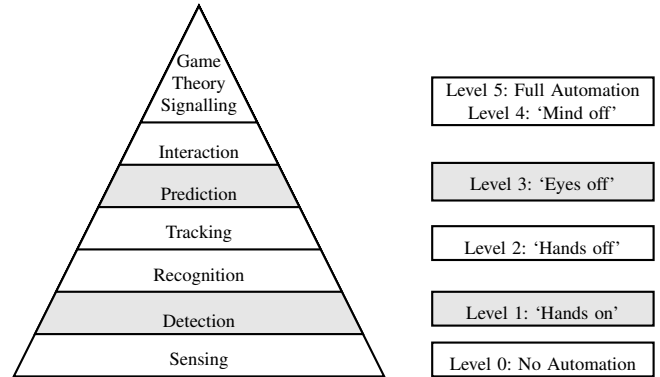 Game
Theory
Signalling
Interaction
Prediction
Tracking
Recognition
Detection
Sensing
Level 5: Full Automation
Level 4: ‘Mind off’
Level 3: ‘Eyes off’
Level 2: ‘Hands off’
Level 1: ‘Hands on’
Level 0: No Automation